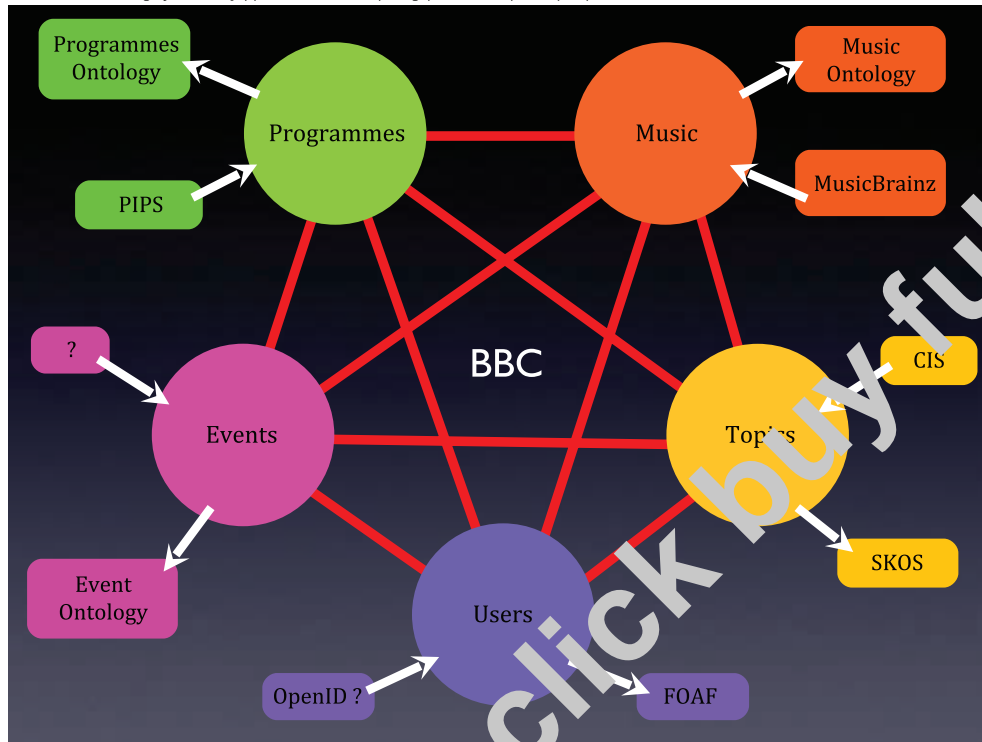 Programmes
Ontology
Programmes
Music
Music
Ontology
PIPS
MusicBrainz
?
BBC
CIS
Events
Topics
Event
Ontology
Users
SKOS
OpenID ?
FOAF
click buy fu